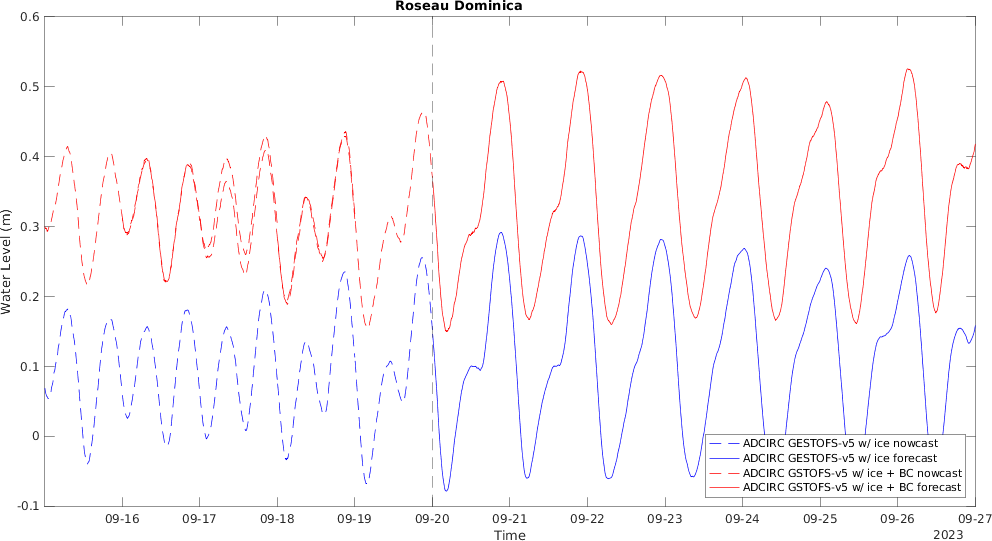 Roseau Dominica
0.6
0.5
0.4
0.3
0.2
0.1
0
-0.1
Water Level (m)
09-16 09-17 09-18 09-19 09-20 09-21 09-22 09-23 09-24 09-25 09-26 09-27
Time
2023
ADCIRC GESTOFS-v5 w/ ice nowcast
ADCIRC GESTOFS-v5 w/ ice forecast
ADCIRC GSTOFS-v5 w/ ice + BC nowcast
ADCIRC GSTOFS-v5 w/ ice + BC forecast